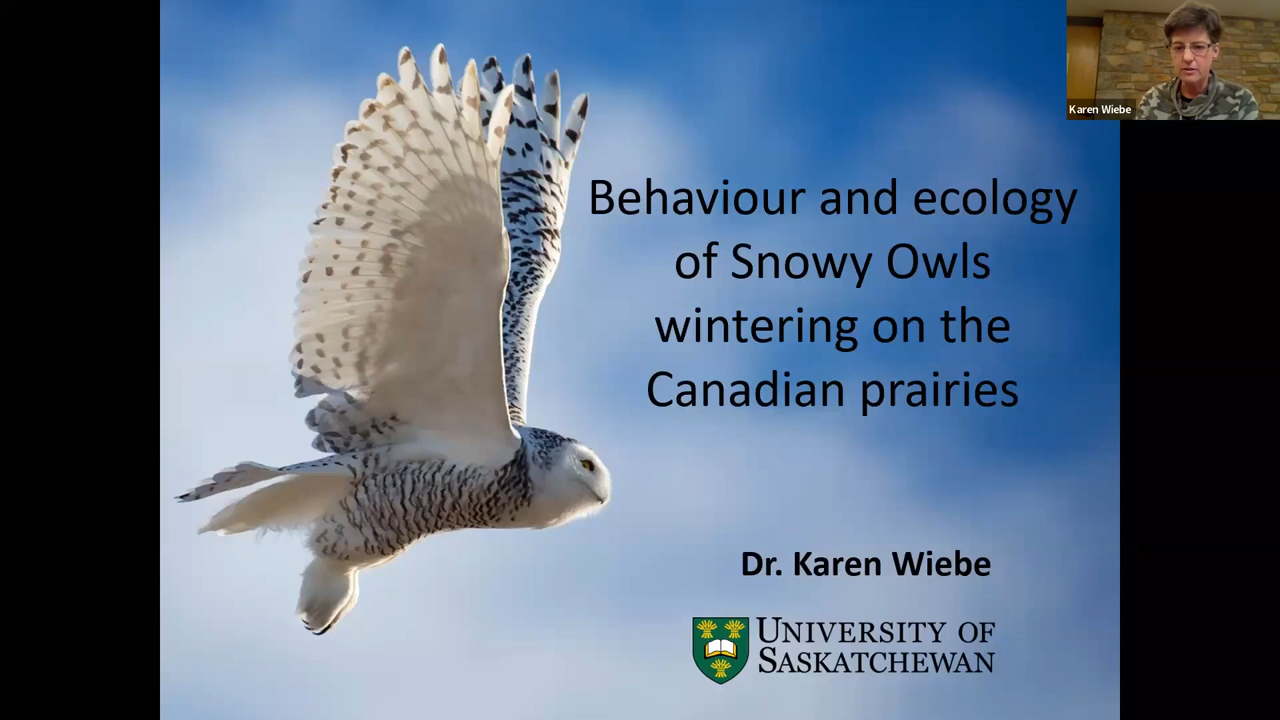 Karen Wiebe
Behaviour and ecology
of Snowy Owls
wintering on the
Canadian prairies
Dr. Karen Wiebe
UNIVERSITY OF
SASKATCHEWAN